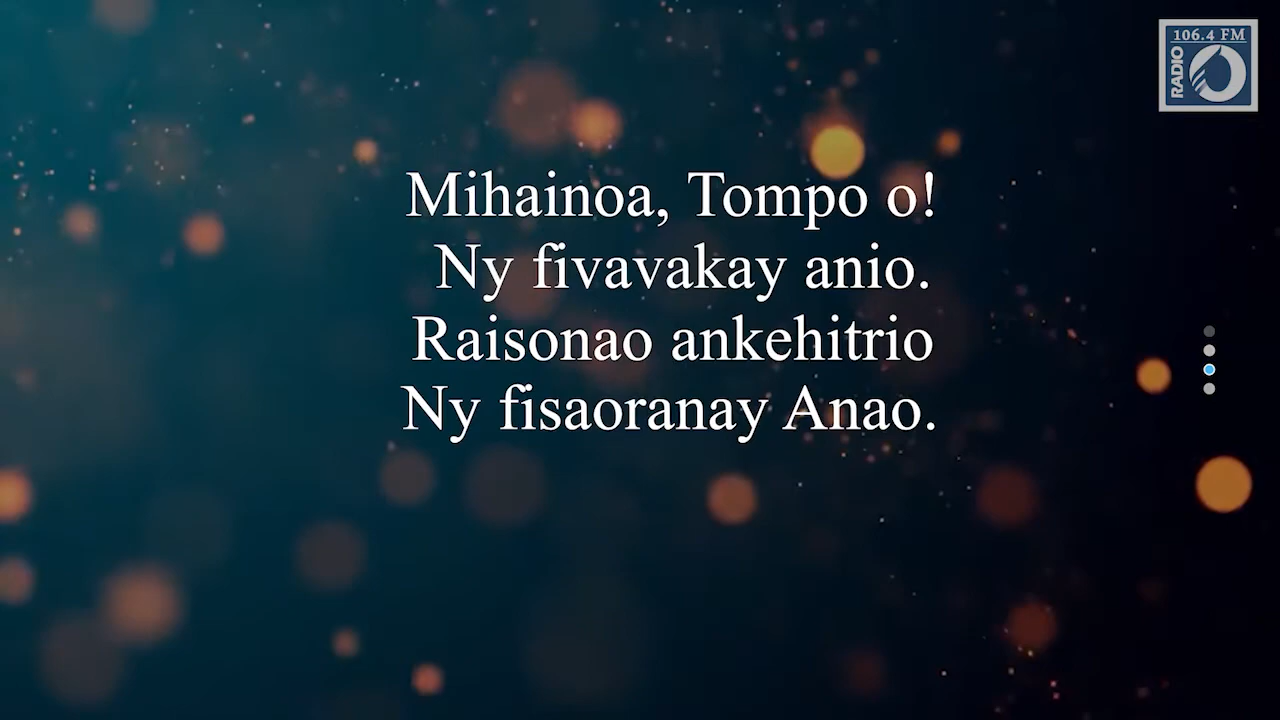 106.4 FM
RADIO
Mihainoa, Tompo o!
Ny fivavakay anio.
Raisonao ankehitrio
Ny fisaoranay Anao.